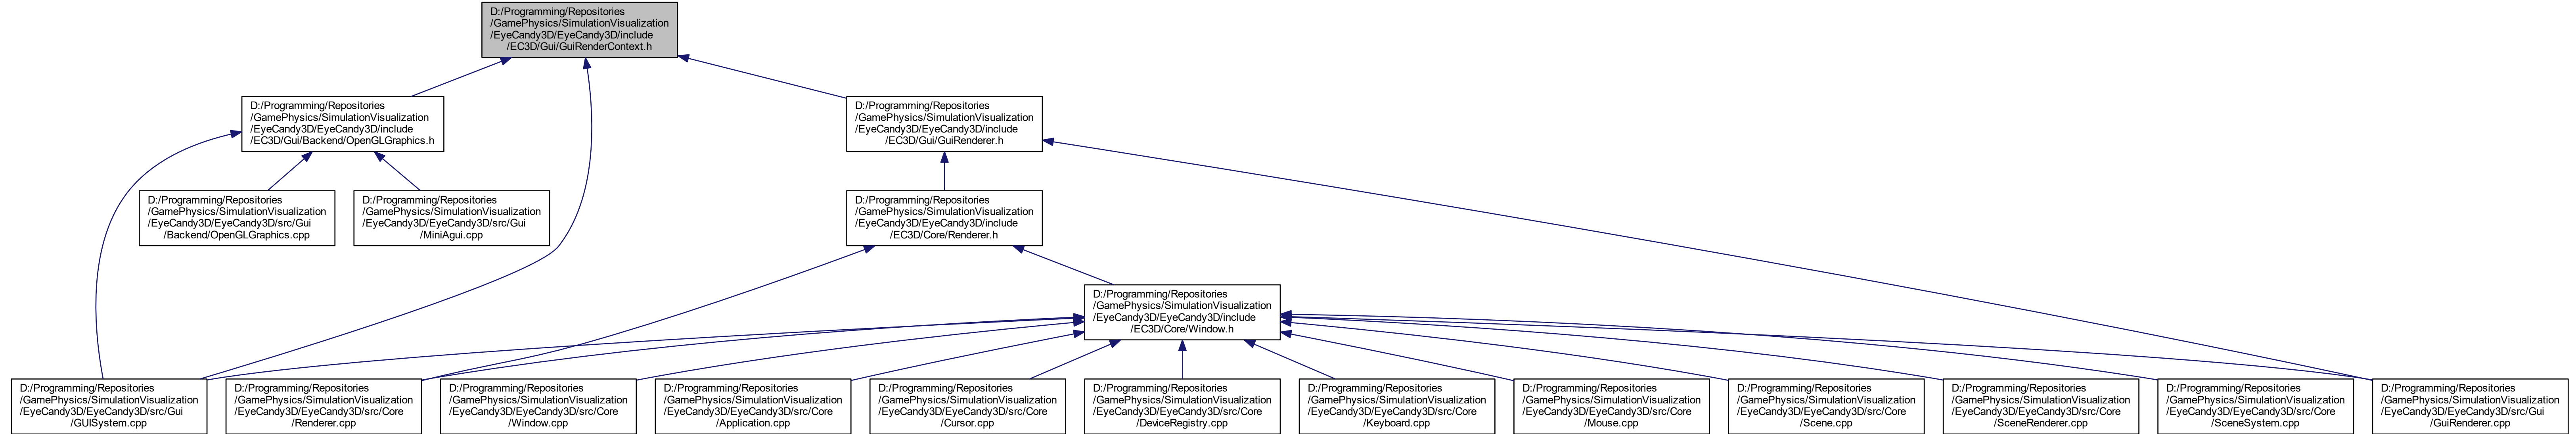 D:/Programming/Repositories
/GamePhysics/SimulationVisualization
/EyeCandy3D/EyeCandy3D/include
/EC3D/Gui/GuiRenderContext.h
D:/Programming/Repositories
/GamePhysics/SimulationVisualization
/EyeCandy3D/EyeCandy3D/include
/EC3D/Gui/Backend/OpenGLGraphics.h
D:/Programming/Repositories
/GamePhysics/SimulationVisualization
/EyeCandy3D/EyeCandy3D/include
/EC3D/Gui/GuiRenderer.h
D:/Programming/Repositories
/GamePhysics/SimulationVisualization
/EyeCandy3D/EyeCandy3D/src/Gui
/Backend/OpenGLGraphics.cpp
D:/Programming/Repositories
/GamePhysics/SimulationVisualization
/EyeCandy3D/EyeCandy3D/src/Gui
/MiniAgui.cpp
D:/Programming/Repositories
/GamePhysics/SimulationVisualization
/EyeCandy3D/EyeCandy3D/include
/EC3D/Core/Renderer.h
D:/Programming/Repositories
/GamePhysics/SimulationVisualization
/EyeCandy3D/EyeCandy3D/include
/EC3D/Core/Window.h
D:/Programming/Repositories
/GamePhysics/SimulationVisualization
/EyeCandy3D/EyeCandy3D/src/Gui
/GUISystem.cpp
D:/Programming/Repositories
/GamePhysics/SimulationVisualization
/EyeCandy3D/EyeCandy3D/src/Core
/Renderer.cpp
D:/Programming/Repositories
/GamePhysics/SimulationVisualization
/EyeCandy3D/EyeCandy3D/src/Core
/Window.cpp
D:/Programming/Repositories
/GamePhysics/SimulationVisualization
/EyeCandy3D/EyeCandy3D/src/Core
/Application.cpp
D:/Programming/Repositories
/GamePhysics/SimulationVisualization
/EyeCandy3D/EyeCandy3D/src/Core
/Cursor.cpp
D:/Programming/Repositories
/GamePhysics/SimulationVisualization
/EyeCandy3D/EyeCandy3D/src/Core
/DeviceRegistry.cpp
D:/Programming/Repositories
/GamePhysics/SimulationVisualization
/EyeCandy3D/EyeCandy3D/src/Core
/Keyboard.cpp
D:/Programming/Repositories
/GamePhysics/SimulationVisualization
/EyeCandy3D/EyeCandy3D/src/Core
/Mouse.cpp
D:/Programming/Repositories
/GamePhysics/SimulationVisualization
/EyeCandy3D/EyeCandy3D/src/Core
/Scene.cpp
D:/Programming/Repositories
/GamePhysics/SimulationVisualization
/EyeCandy3D/EyeCandy3D/src/Core
/SceneRenderer.cpp
D:/Programming/Repositories
/GamePhysics/SimulationVisualization
/EyeCandy3D/EyeCandy3D/src/Core
/SceneSystem.cpp
D:/Programming/Repositories
/GamePhysics/SimulationVisualization
/EyeCandy3D/EyeCandy3D/src/Gui
/GuiRenderer.cpp